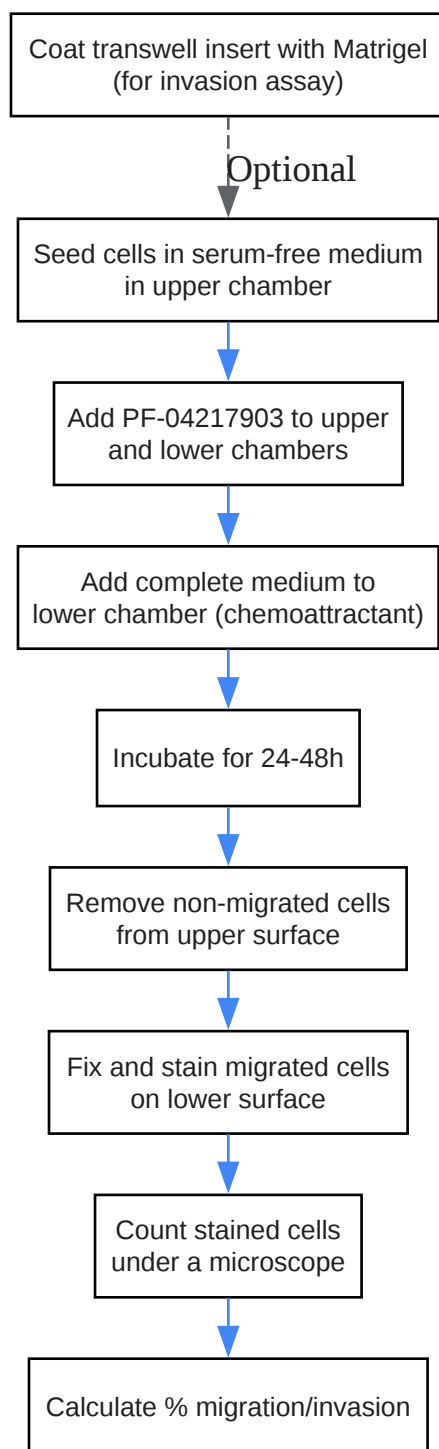 Coat transwell insert with Matrigel
(for invasion assay)
Optional
Seed cells in serum-free medium
in upper chamber
Add PF-04217903 to upper
and lower chambers
Add complete medium to
lower chamber (chemoattractant)
Incubate for 24-48h
Remove non-migrated cells
from upper surface
Fix and stain migrated cells
on lower surface
Count stained cells
under a microscope
Calculate % migration/invasion